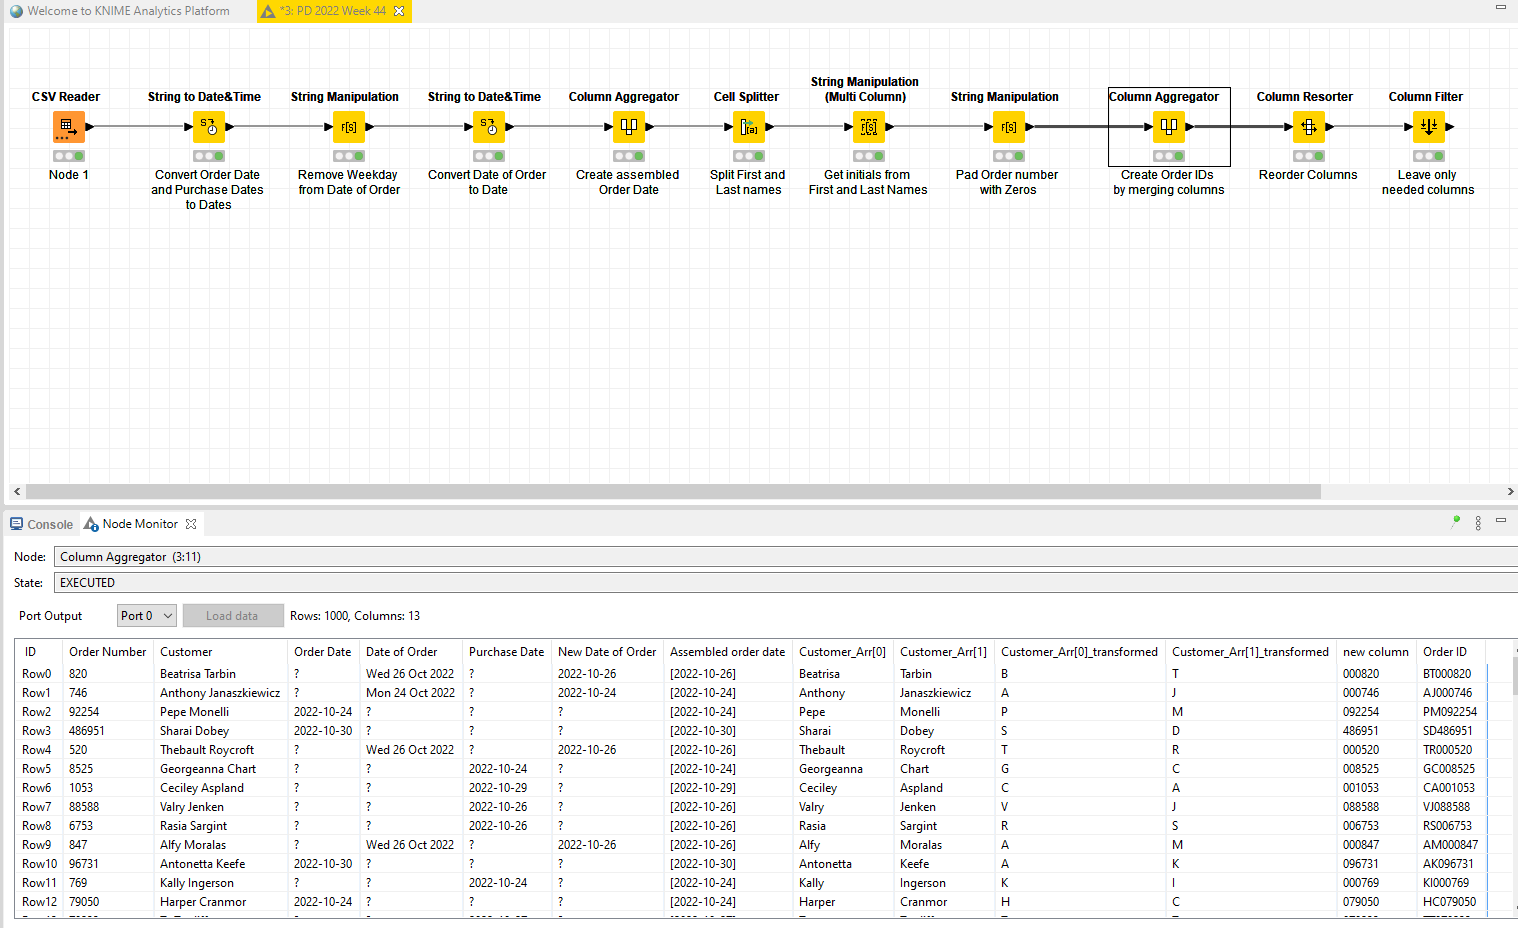 Welcome to KNIME Analytics Platform
*3: PD 2022 Week 44
CSV Reader
Node 1
String to Date&Time
Convert Order Date
and Purchase Dates
to Dates
String Manipulation
Remove Weekday
from Date of Order
String to Date&Time
Convert Date of Order
to Date
Column Aggregator
Create assembled
Order Date
Cell Splitter
Split First and
Last names
String Manipulation
(Multi Column)
Get initials from
First and Last Names
String Manipulation
Pad Order number
with Zeros
Column Aggregator
Create Order IDs
by merging columns
Column Resorter
Reorder Columns
Column Filter
Leave only
needed columns
Console
Node Monitor
Node: Column Aggregator (3:11)
State: EXECUTED
Port Output Port 0 Load data Rows: 1000, Columns: 13
ID Order Number Customer Order Date Date of Order Purchase Date New Date of Order Assembled order date Customer_Arr[0] Customer_Arr[1] Customer_Arr[0]_transformed Customer_Arr[1]_transformed new column Order ID
Row0 820 Beatrisa Tarbin ? Wed 26 Oct 2022 ? 2022-10-26 [2022-10-26] Beatrisa Tarbin B T 000820 BT000820
Row1 746 Anthony Janaszkiewicz ? Mon 24 Oct 2022 ? 2022-10-24 [2022-10-24] Anthony Janaszkiewicz A J 000746 AJ000746
Row2 92254 Pepe Monelli 2022-10-24 ? ? ? [2022-10-24] Pepe Monelli P M 092254 PM092254
Row3 486951 Sharai Dobey 2022-10-30 ? ? ? [2022-10-30] Sharai Dobey S D 486951 SD486951
Row4 520 Thebault Roycroft ? Wed 26 Oct 2022 ? 2022-10-26 [2022-10-26] Thebault Roycroft T R 000520 TR000520
Row5 8525 Georgeanna Chart ? ? 2022-10-24 ? [2022-10-24] Georgeanna Chart G C 008525 GC008525
Row6 1053 Ceciley Aspland ? ? 2022-10-29 ? [2022-10-29] Ceciley Aspland C A 001053 CA001053
Row7 88588 Valry Jenken ? ? 2022-10-26 ? [2022-10-26] Valry Jenken V J 088588 VJ088588
Row8 6753 Rasia Sargint ? ? 2022-10-26 ? [2022-10-26] Rasia Sargint R S 006753 RS006753
Row9 847 Alfy Moralas ? Wed 26 Oct 2022 ? 2022-10-26 [2022-10-26] Alfy Moralas A M 000847 AM000847
Row10 96731 Antonetta Keefe 2022-10-30 ? ? ? [2022-10-30] Antonetta Keefe A K 096731 AK096731
Row11 769 Kally Ingerson ? ? 2022-10-24 ? [2022-10-24] Kally Ingerson K I 000769 KI000769
Row12 79050 Harper Cranmor 2022-10-24 ? ? ? [2022-10-24] Harper Cranmor H C 079050 HC079050